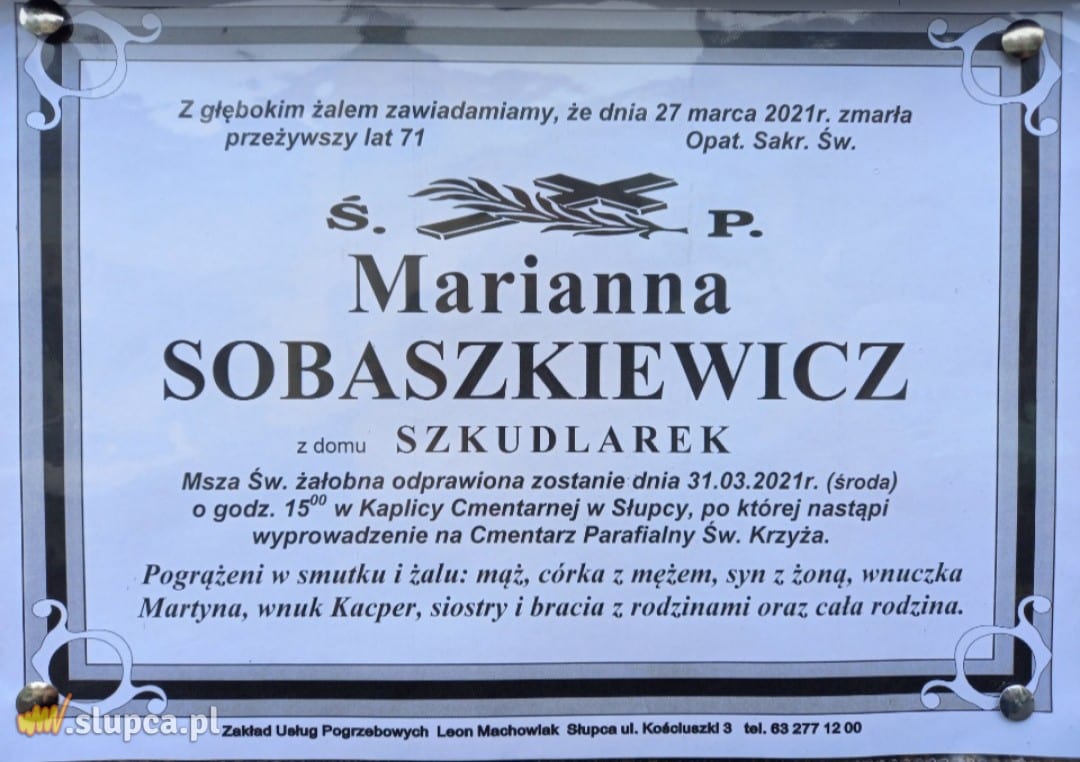 Z głębokim żalem zawiadamiamy, że dnia 27 marca 2021r. zmarła
przeżywszy lat 71 Opat. Sakr. Św.
Ś. P.
Marianna
SOBASZKIEWICZ
z domu SZKUDLAREK
Msza Św. żałobna odprawiona zostanie dnia 31.03.2021r. (środa)
o godz. 15⁰⁰ w Kaplicy Cmentarnej w Słupcy, po której nastąpi
wyprowadzenie na Cmentarz Parafialny Św. Krzyża.
Pogrążeni w smutku i żalu: mąż, córka z mężem, syn z żoną, wnuczka
Martyna, wnuk Kacper, siostry i bracia z rodzinami oraz cała rodzina.
.slupca.pl
Zakład Usług Pogrzebowych Leon Machowiak Słupca ul. Kościuszki 3 tel. 63 277 12 00